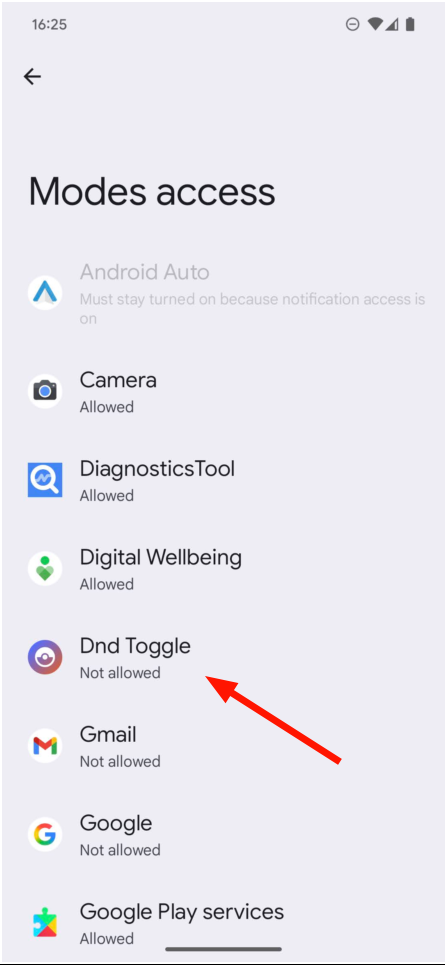 16:25
Modes access
Android Auto
Must stay turned on because notification access is
on
Camera
Allowed
DiagnosticsTool
Allowed
Digital Wellbeing
Allowed
Dnd Toggle
Not allowed
Gmail
Not allowed
Google
Not allowed
Google Play services
Allowed